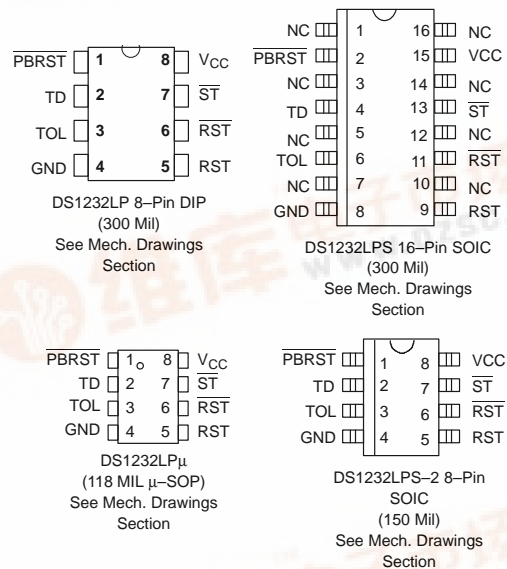 PBRST 1 8 VCC
TD 2 7 ST
TOL 3 6 RST
GND 4 5 RST
DS1232LP 8–Pin DIP
(300 Mil)
See Mech. Drawings
Section
NC 1 16 NC
PBRST 2 15 VCC
NC 3 14 NC
TD 4 13 ST
NC 5 12 NC
TOL 6 11 RST
NC 7 10 NC
GND 8 9 RST
DS1232LPS 16–Pin SOIC
(300 Mil)
See Mech. Drawings
Section
PBRST 1 8 VCC
TD 2 7 ST
TOL 3 6 RST
GND 4 5 RST
DS1232LPµ
(118 MIL µ–SOP)
See Mech. Drawings
Section
PBRST 1 8 VCC
TD 2 7 ST
TOL 3 6 RST
GND 4 5 RST
DS1232LPS–2 8–Pin
SOIC
(150 Mil)
See Mech. Drawings
Section
维库